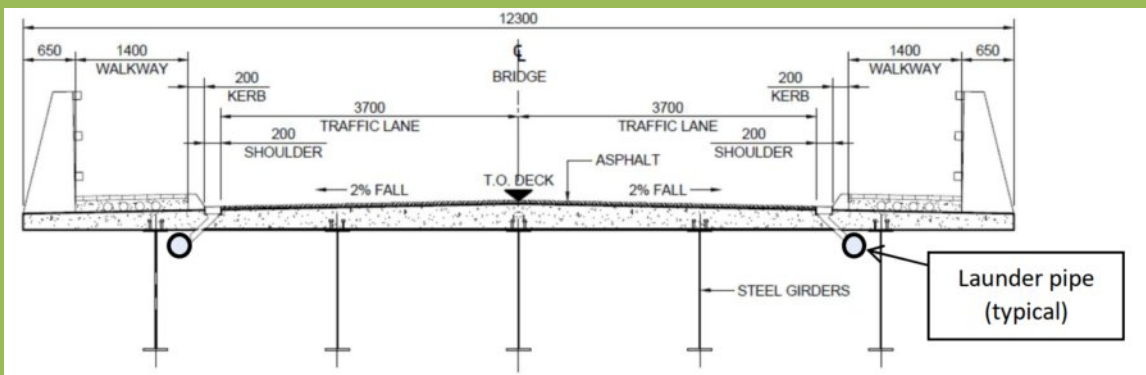 12300
650
1400
WALKWAY
200
KERB
3700
TRAFFIC LANE
200
SHOULDER
℄
BRIDGE
3700
TRAFFIC LANE
200
KERB
200
SHOULDER
1400
WALKWAY
650
ASPHALT
T.O. DECK
2% FALL
2% FALL
STEEL GIRDERS
Launder pipe
(typical)